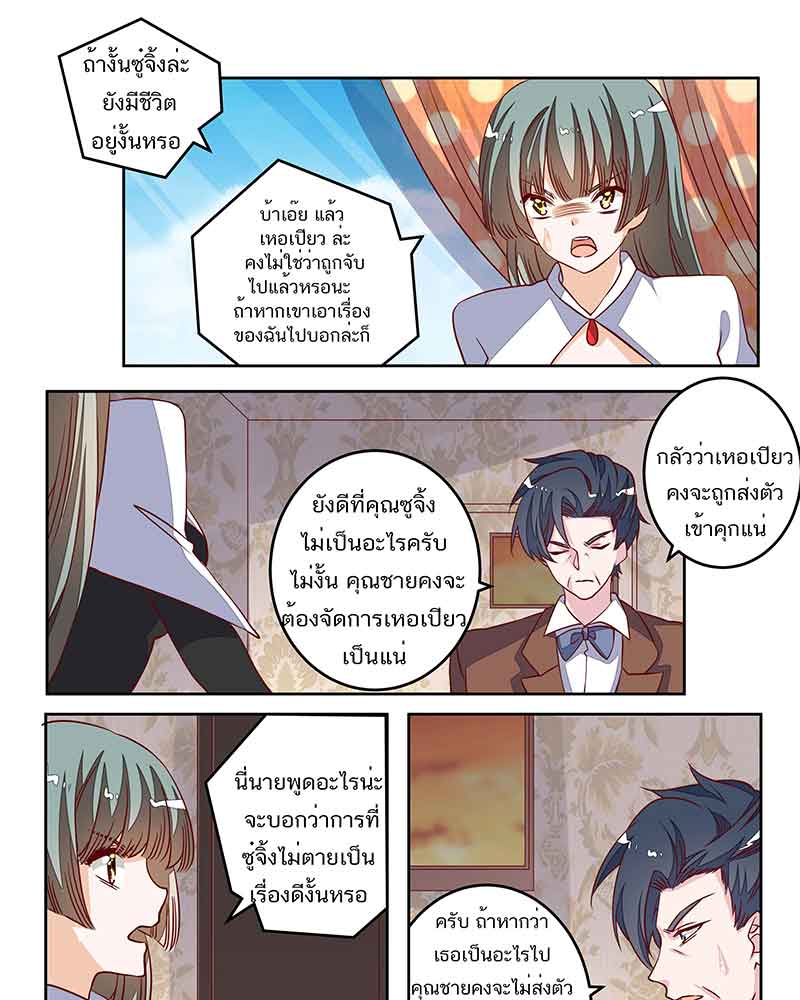 ถ้างั้นซู๋จิ้งล่ะ
ยังมีชีวิต
อยู่งั้นหรอ
บ้าเอ๊ย แล้ว
เหอเปียว ล่ะ
คงไม่ใช่ว่าถูกจับ
ไปแล้วหรอนะ
ถ้าหากเขาเอาเรื่อง
ของฉันไปบอกล่ะก็
กลัวว่าเหอเปียว
คงจะถูกส่งตัว
เข้าคุกแน่
ยังดีที่คุณซูจิ้ง
ไม่เป็นอะไรครับ
ไม่งั้น คุณชายคงจะ
ต้องจัดการเหอเปียว
เป็นแน่
นี่นายพูดอะไรน่ะ
จะบอกว่าการที่
ซู๋จิ้งไม่ตายเป็น
เรื่องดีงั้นหรอ
ครับ ถ้าหากว่า
เธอเป็นอะไรไป
คุณชายคงจะไม่ส่งตัว